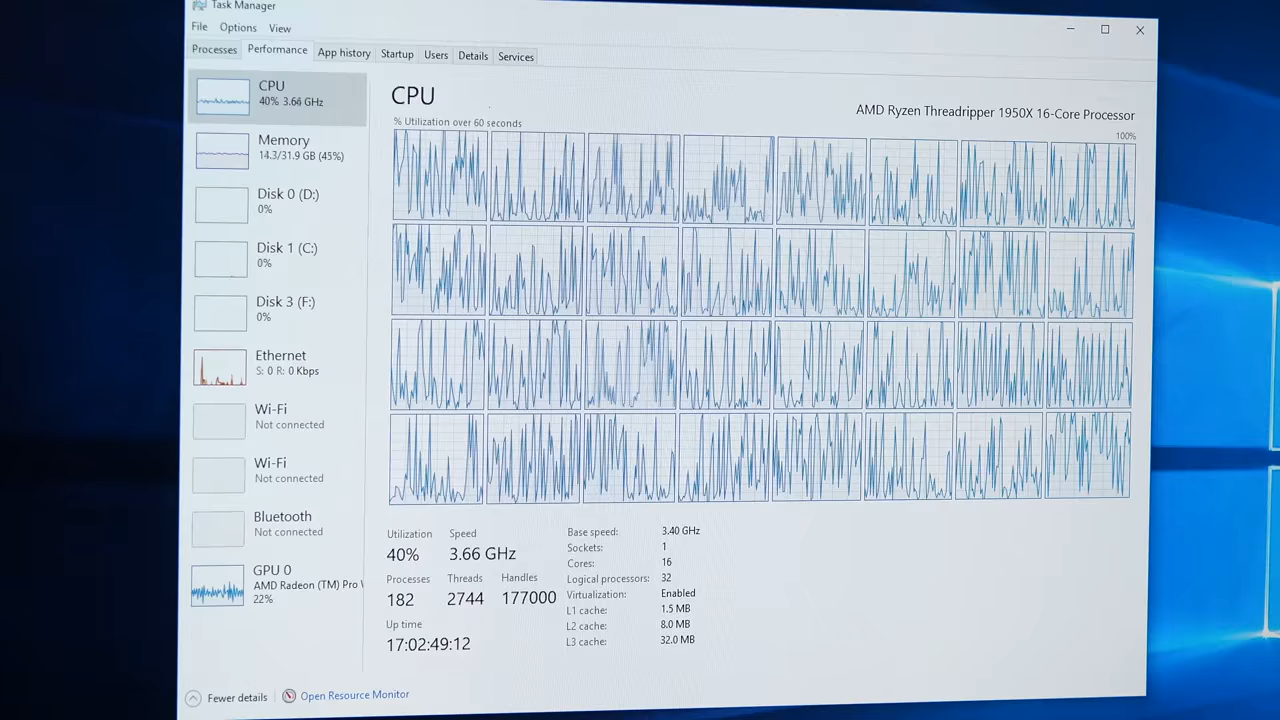 Task Manager
File Options View
Processes Performance App history Startup Users Details Services
CPU
40% 3.66 GHz
Memory
14.3/31.9 GB (45%)
Disk 0 (D:)
0%
Disk 1 (C:)
0%
Disk 3 (F:)
0%
Ethernet
S: 0 R: 0 Kbps
Wi-Fi
Not connected
Wi-Fi
Not connected
Bluetooth
Not connected
GPU 0
AMD Radeon (TM) Pro
22%
CPU
AMD Ryzen Threadripper 1950X 16-Core Processor
% Utilization over 60 seconds
100%
Utilization Speed
40% 3.66 GHz
Processes Threads Handles
182 2744 177000
Up time
17:02:49:12
Base speed: 3.40 GHz
Sockets: 1
Cores: 16
Logical processors: 32
Virtualization: Enabled
L1 cache: 1.5 MB
L2 cache: 8.0 MB
L3 cache: 32.0 MB
Fewer details Open Resource Monitor